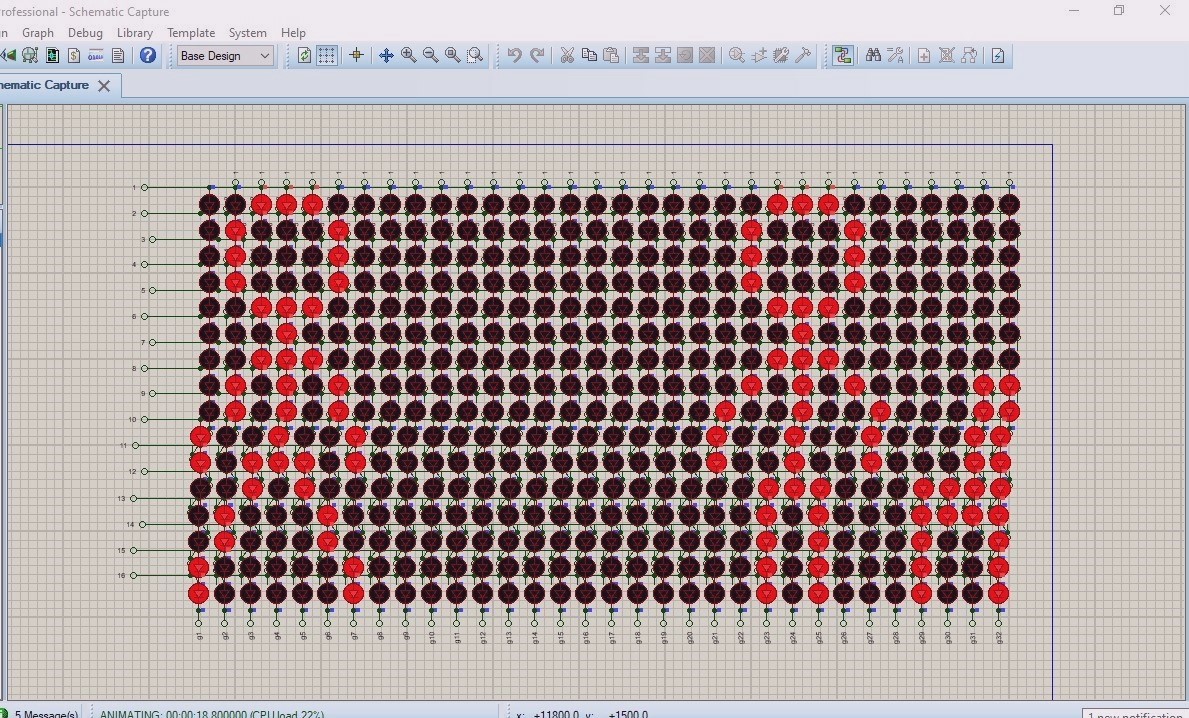 rofessional - Schematic Capture
n Graph Debug Library Template System Help
Base Design
hematic Capture
1
2
3
4
5
6
7
8
9
10
11
12
13
14
15
16
g1 g2 g3 g4 g5 g6 g7 g8 g9 g10 g11 g12 g13 g14 g15 g16 g17 g18 g19 g20 g21 g22 g23 g24 g25 g26 g27 g28 g29 g30 g31 g32
5 Message(s) ANIMATING: 00:00:18.800000 (CPU load 22%) x: +11800.0 y: +1500.0 1 new notification